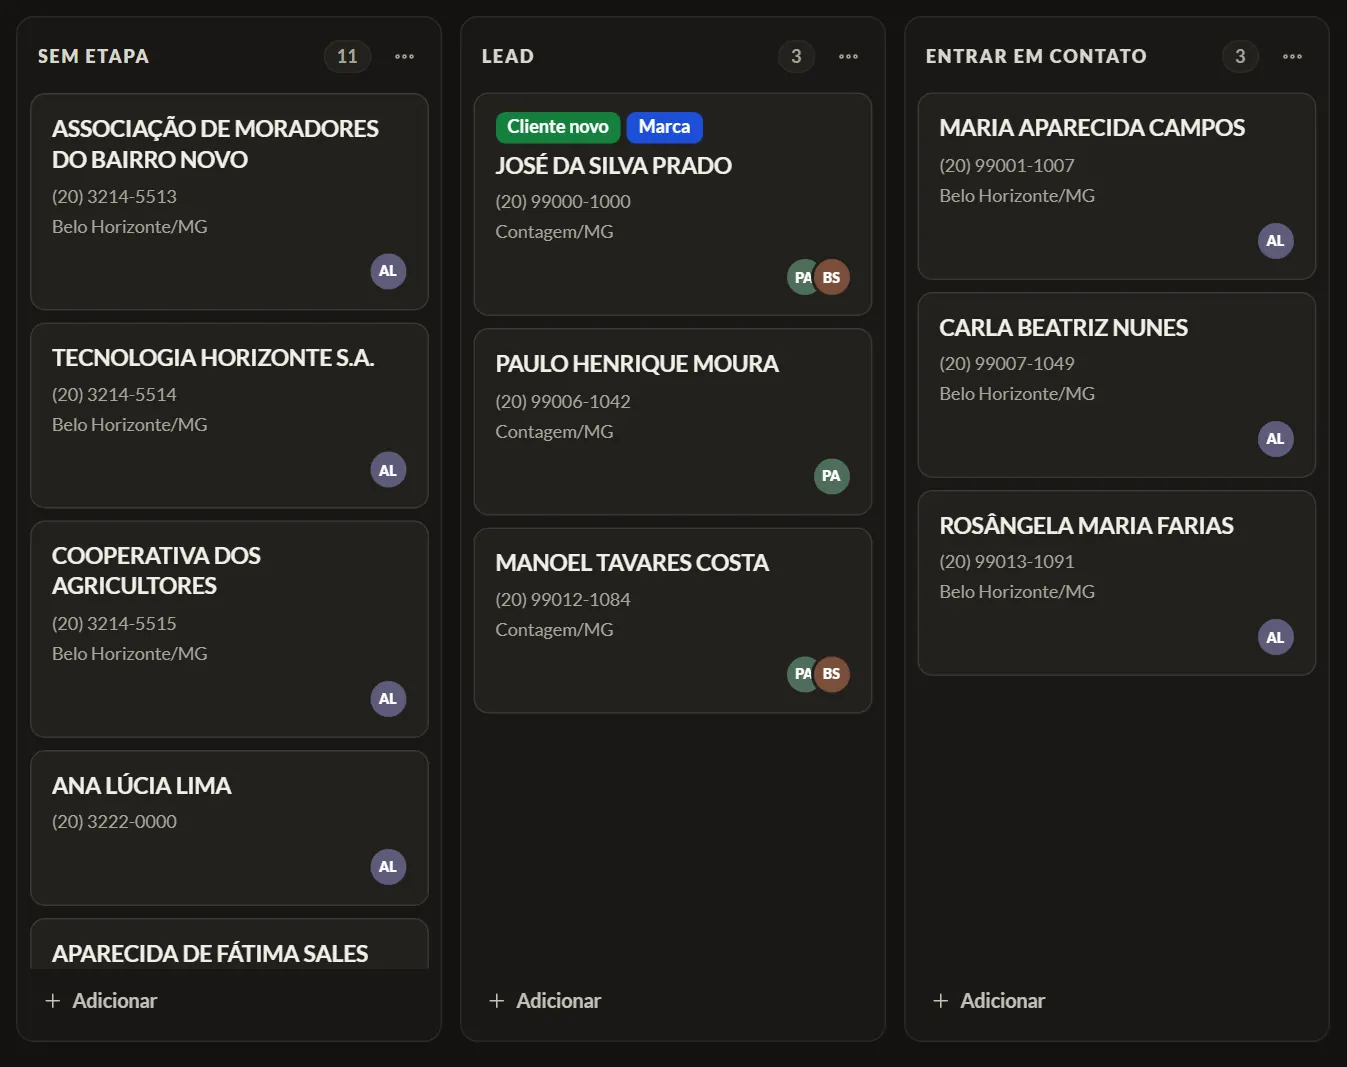 SEM ETAPA 11
ASSOCIAÇÃO DE MORADORES
DO BAIRRO NOVO
(20) 3214-5513
Belo Horizonte/MG
AL
TECNOLOGIA HORIZONTE S.A.
(20) 3214-5514
Belo Horizonte/MG
AL
COOPERATIVA DOS
AGRICULTORES
(20) 3214-5515
Belo Horizonte/MG
AL
ANA LÚCIA LIMA
(20) 3222-0000
AL
APARECIDA DE FÁTIMA SALES
+ Adicionar
LEAD 3
Cliente novo Marca
JOSÉ DA SILVA PRADO
(20) 99000-1000
Contagem/MG
PA BS
PAULO HENRIQUE MOURA
(20) 99006-1042
Contagem/MG
PA
MANOEL TAVARES COSTA
(20) 99012-1084
Contagem/MG
PA BS
+ Adicionar
ENTRAR EM CONTATO 3
MARIA APARECIDA CAMPOS
(20) 99001-1007
Belo Horizonte/MG
AL
CARLA BEATRIZ NUNES
(20) 99007-1049
Belo Horizonte/MG
AL
ROSÂNGELA MARIA FARIAS
(20) 99013-1091
Belo Horizonte/MG
AL
+ Adicionar